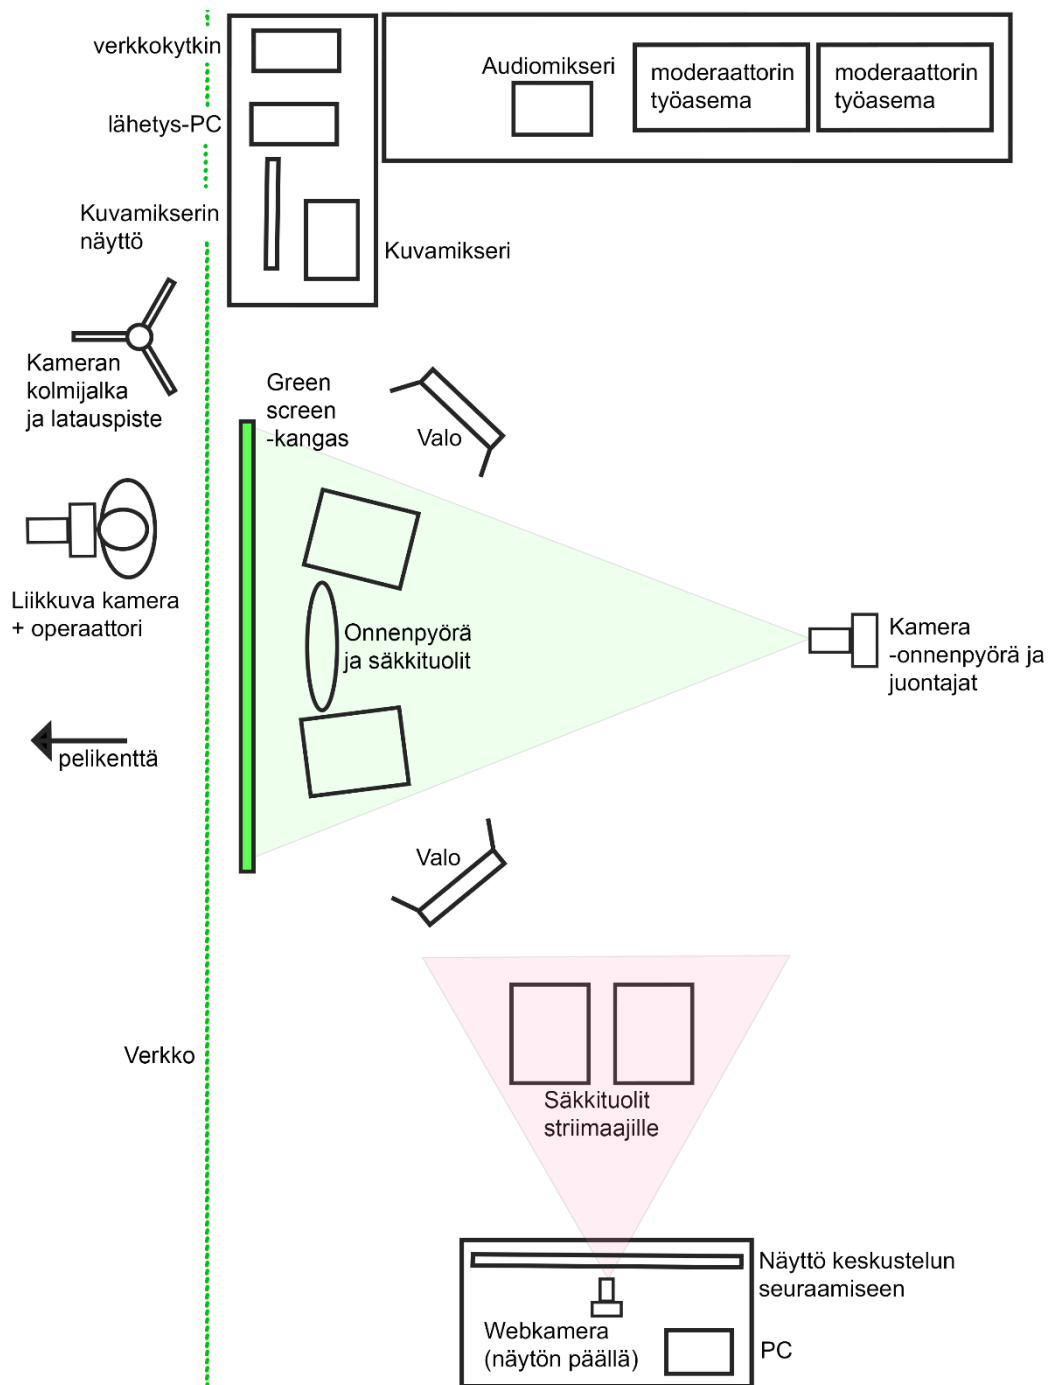 verkkokytkin
lähetys-PC
Kuvamikserin
näyttö
Kuvamikseri
Audiomikseri
moderaattorin
työasema
moderaattorin
työasema
Kameran
kolmijalka
ja latauspiste
Green
screen
-kangas
Valo
Liikkuva kamera
+ operaattori
Onnenpyörä
ja säkkituolit
Kamera
-onnenpyörä ja
juontajat
pelikenttä
Valo
Verkko
Säkkituolit
striimaajille
Näyttö keskustelun
seuraamiseen
Webkamera
(näytön päällä)
PC